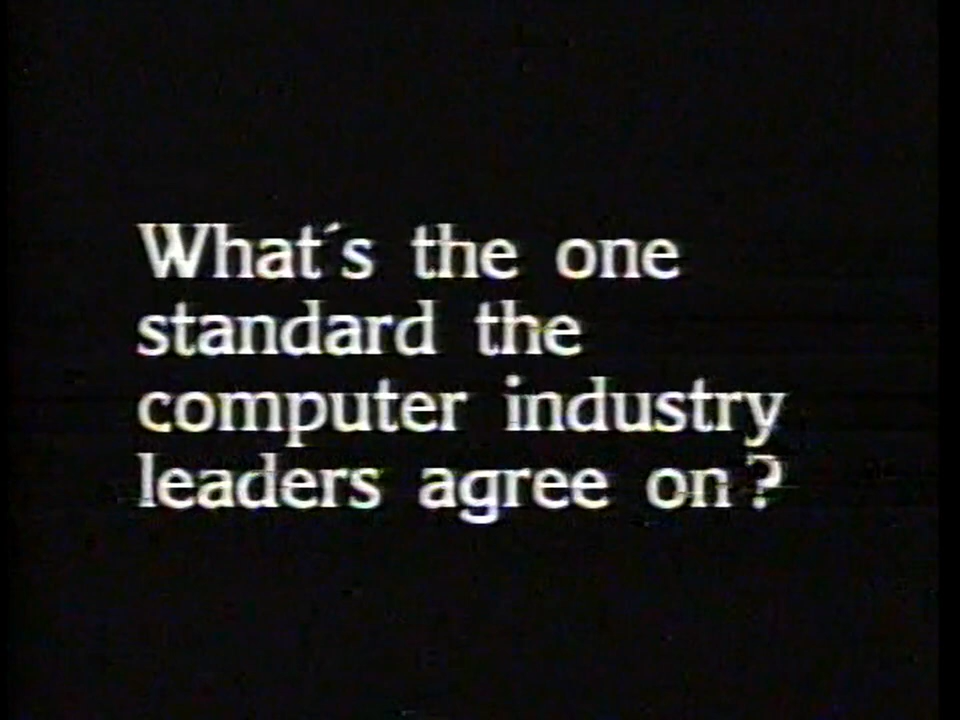 What´s the one
standard the
computer industry
leaders agree on?